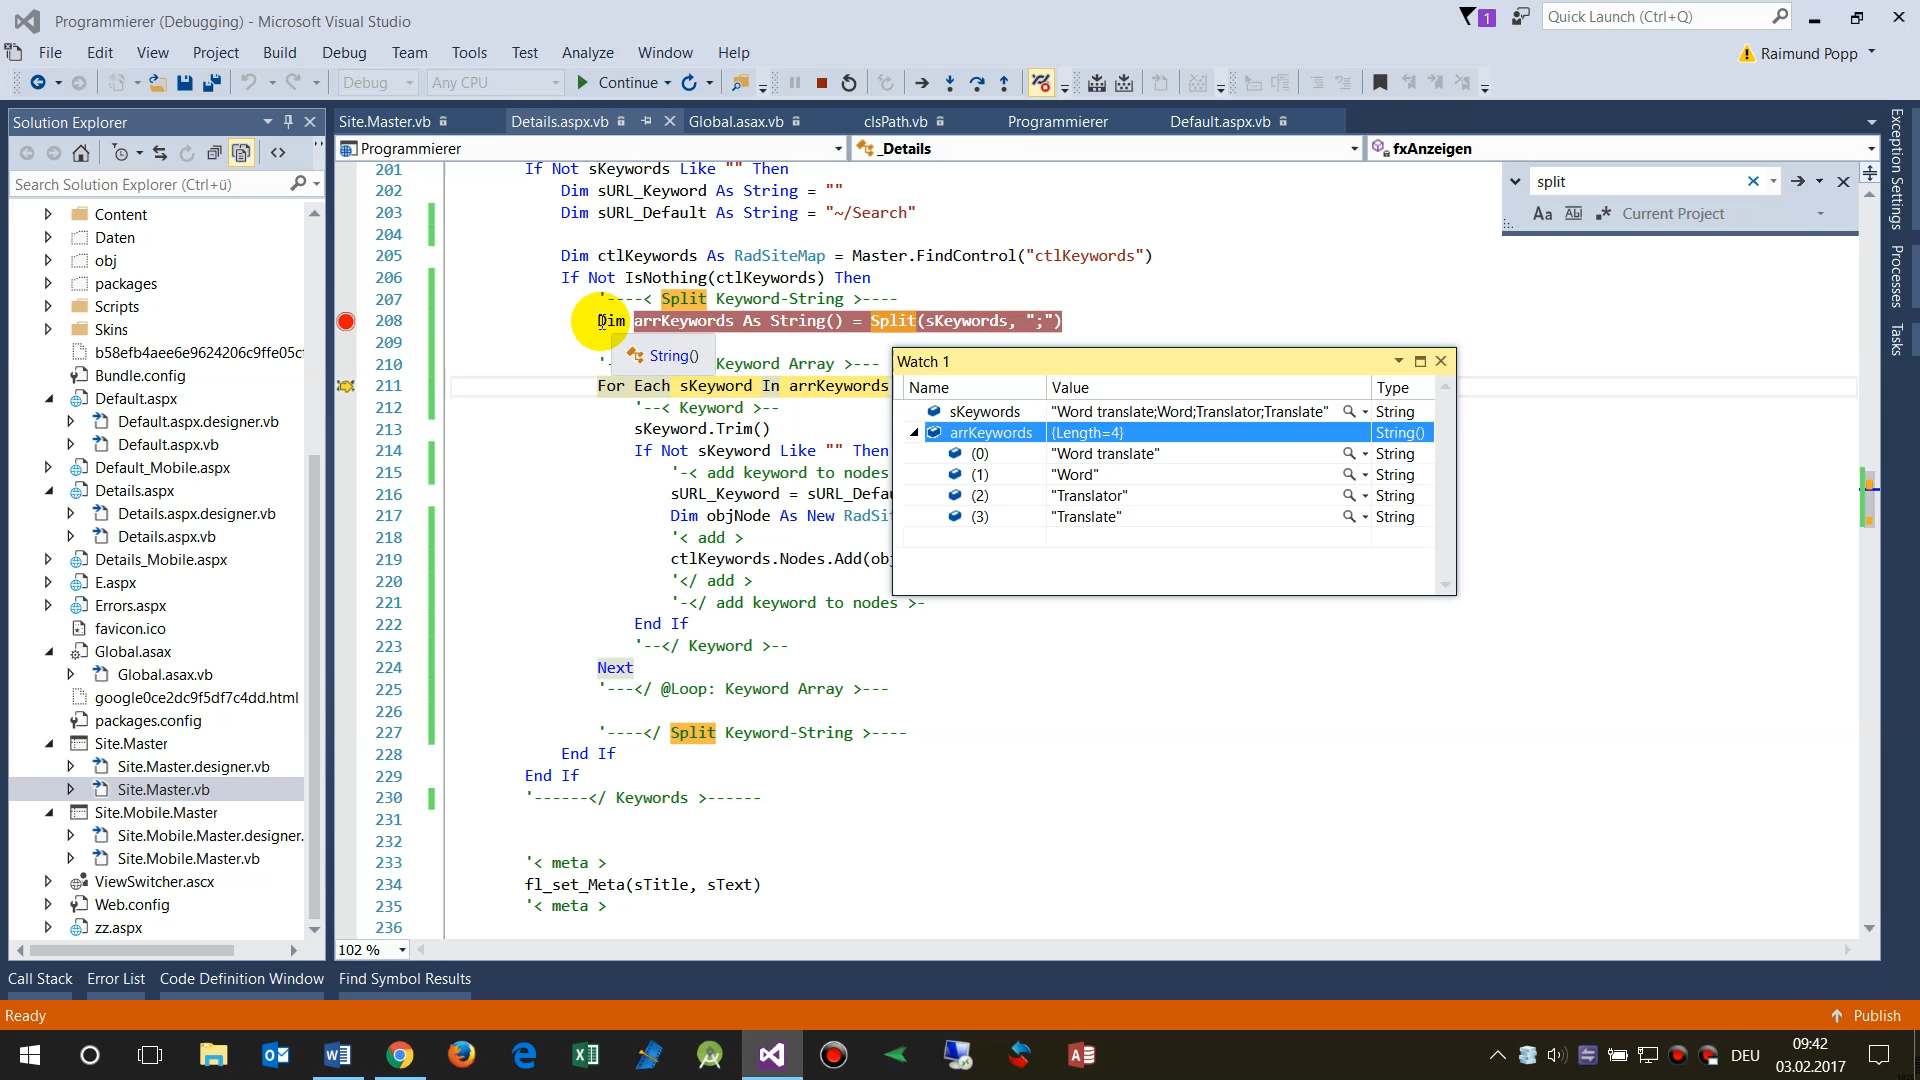 Programmierer (Debugging) - Microsoft Visual Studio
1
Quick Launch (Ctrl+Q)
File Edit View Project Build Debug Team Tools Test Analyze Window Help
Raimund Popp
Debug Any CPU Continue
Solution Explorer
Search Solution Explorer (Ctrl+ü)
Content
Daten
obj
packages
Scripts
Skins
b58efb4aee6e9624206c9ffe05c
Bundle.config
Default.aspx
Default.aspx.designer.vb
Default.aspx.vb
Default_Mobile.aspx
Details.aspx
Details.aspx.designer.vb
Details.aspx.vb
Details_Mobile.aspx
E.aspx
Errors.aspx
favicon.ico
Global.asax
Global.asax.vb
google0ce2dc9f5df7c4dd.html
packages.config
Site.Master
Site.Master.designer.vb
Site.Master.vb
Site.Mobile.Master
Site.Mobile.Master.designer.
Site.Mobile.Master.vb
ViewSwitcher.ascx
Web.config
zz.aspx
Site.Master.vb Details.aspx.vb Global.asax.vb clsPath.vb Programmierer Default.aspx.vb
Programmierer _Details fxAnzeigen
201 If Not sKeywords Like "" Then
202 Dim sURL_Keyword As String = ""
203 Dim sURL_Default As String = "~/Search"
204
205 Dim ctlKeywords As RadSiteMap = Master.FindControl("ctlKeywords")
206 If Not IsNothing(ctlKeywords) Then
207 '----< Split Keyword-String >----
208 Dim arrKeywords As String() = Split(sKeywords, ";")
209
String()
210 '- Keyword Array >---
211 For Each sKeyword In arrKeywords
212 '--< Keyword >--
213 sKeyword.Trim()
214 If Not sKeyword Like "" Then
215 '-< add keyword to nodes
216 sURL_Keyword = sURL_Defau
217 Dim objNode As New RadSi
218 '< add >
219 ctlKeywords.Nodes.Add(ob
220 '</ add >
221 '-</ add keyword to nodes >-
222 End If
223 '--</ Keyword >--
224 Next
225 '---</ @Loop: Keyword Array >---
226
227 '----</ Split Keyword-String >----
228 End If
229 End If
230 '------</ Keywords >------
231
232
233 '< meta >
234 fl_set_Meta(sTitle, sText)
235 '< meta >
236
102 %
split
Aa Abl .* Current Project
Watch 1
Name Value Type
sKeywords "Word translate;Word;Translator;Translate" String
arrKeywords {Length=4} String()
(0) "Word translate" String
(1) "Word" String
(2) "Translator" String
(3) "Translate" String
Exception Settings
Processes
Tasks
Call Stack Error List Code Definition Window Find Symbol Results
Ready
Publish
DEU
09:42
03.02.2017